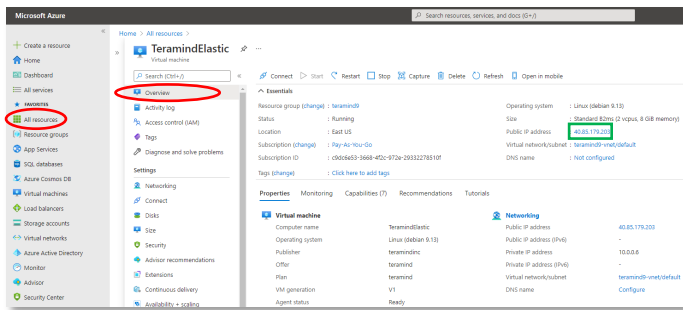 Microsoft Azure
Search resources, services, and docs (G+/)
Create a resource
Home
Dashboard
All services
FAVORITES
All resources
Resource groups
App Services
SQL databases
Azure Cosmos DB
Virtual machines
Load balancers
Storage accounts
Virtual networks
Azure Active Directory
Monitor
Advisor
Security Center
Home > All resources >
TeramindElastic
Virtual machine
Search (Ctrl+/)
Overview
Activity log
Access control (IAM)
Tags
Diagnose and solve problems
Settings
Networking
Connect
Disks
Size
Security
Advisor recommendations
Extensions
Continuous delivery
Availability + scaling
Connect Start Restart Stop Capture Delete Refresh Open in mobile
Essentials
Resource group (change) : teramind9
Status : Running
Location : East US
Subscription (change) : Pay-As-You-Go
Subscription ID : c9dc6e53-3668-4f2c-972e-29332278510f
Tags (change) : Click here to add tags
Operating system : Linux (debian 9.13)
Size : Standard B2ms (2 vcpus, 8 GiB memory)
Public IP address : 40.85.179.203
Virtual network/subnet : teramind9-vnet/default
DNS name : Not configured
Properties Monitoring Capabilities (7) Recommendations Tutorials
Virtual machine
Computer name TeramindElastic
Operating system Linux (debian 9.13)
Publisher teramindinc
Offer teramind
Plan teramind
VM generation V1
Agent status Ready
Networking
Public IP address 40.85.179.203
Public IP address (IPv6) -
Private IP address 10.0.0.6
Private IP address (IPv6) -
Virtual network/subnet teramind9-vnet/default
DNS name Configure